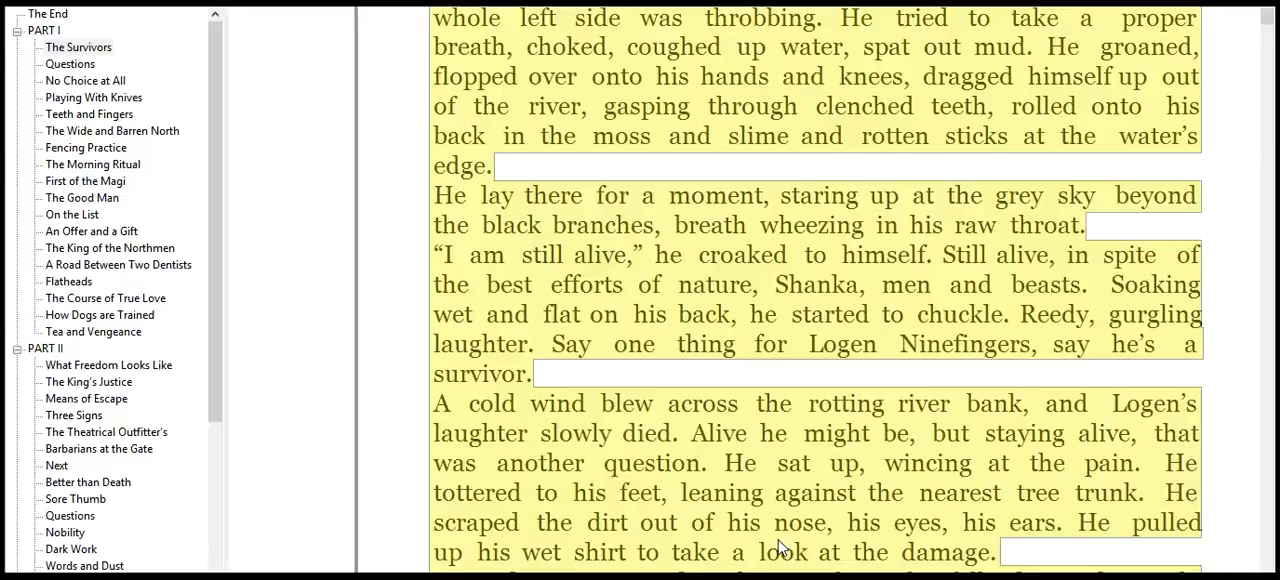 The End
PART I
The Survivors
Questions
No Choice at All
Playing With Knives
Teeth and Fingers
The Wide and Barren North
Fencing Practice
The Morning Ritual
First of the Magi
The Good Man
On the List
An Offer and a Gift
The King of the Northmen
A Road Between Two Dentists
Flatheads
The Course of True Love
How Dogs are Trained
Tea and Vengeance
PART II
What Freedom Looks Like
The King's Justice
Means of Escape
Three Signs
The Theatrical Outfitter's
Barbarians at the Gate
Next
Better than Death
Sore Thumb
Questions
Nobility
Dark Work
Words and Dust
whole left side was throbbing. He tried to take a proper
breath, choked, coughed up water, spat out mud. He groaned,
flopped over onto his hands and knees, dragged himself up out
of the river, gasping through clenched teeth, rolled onto his
back in the moss and slime and rotten sticks at the water's
edge.
He lay there for a moment, staring up at the grey sky beyond
the black branches, breath wheezing in his raw throat.
“I am still alive,” he croaked to himself. Still alive, in spite of
the best efforts of nature, Shanka, men and beasts. Soaking
wet and flat on his back, he started to chuckle. Reedy, gurgling
laughter. Say one thing for Logen Ninefingers, say he's a
survivor.
A cold wind blew across the rotting river bank, and Logen's
laughter slowly died. Alive he might be, but staying alive, that
was another question. He sat up, wincing at the pain. He
tottered to his feet, leaning against the nearest tree trunk. He
scraped the dirt out of his nose, his eyes, his ears. He pulled
up his wet shirt to take a look at the damage.